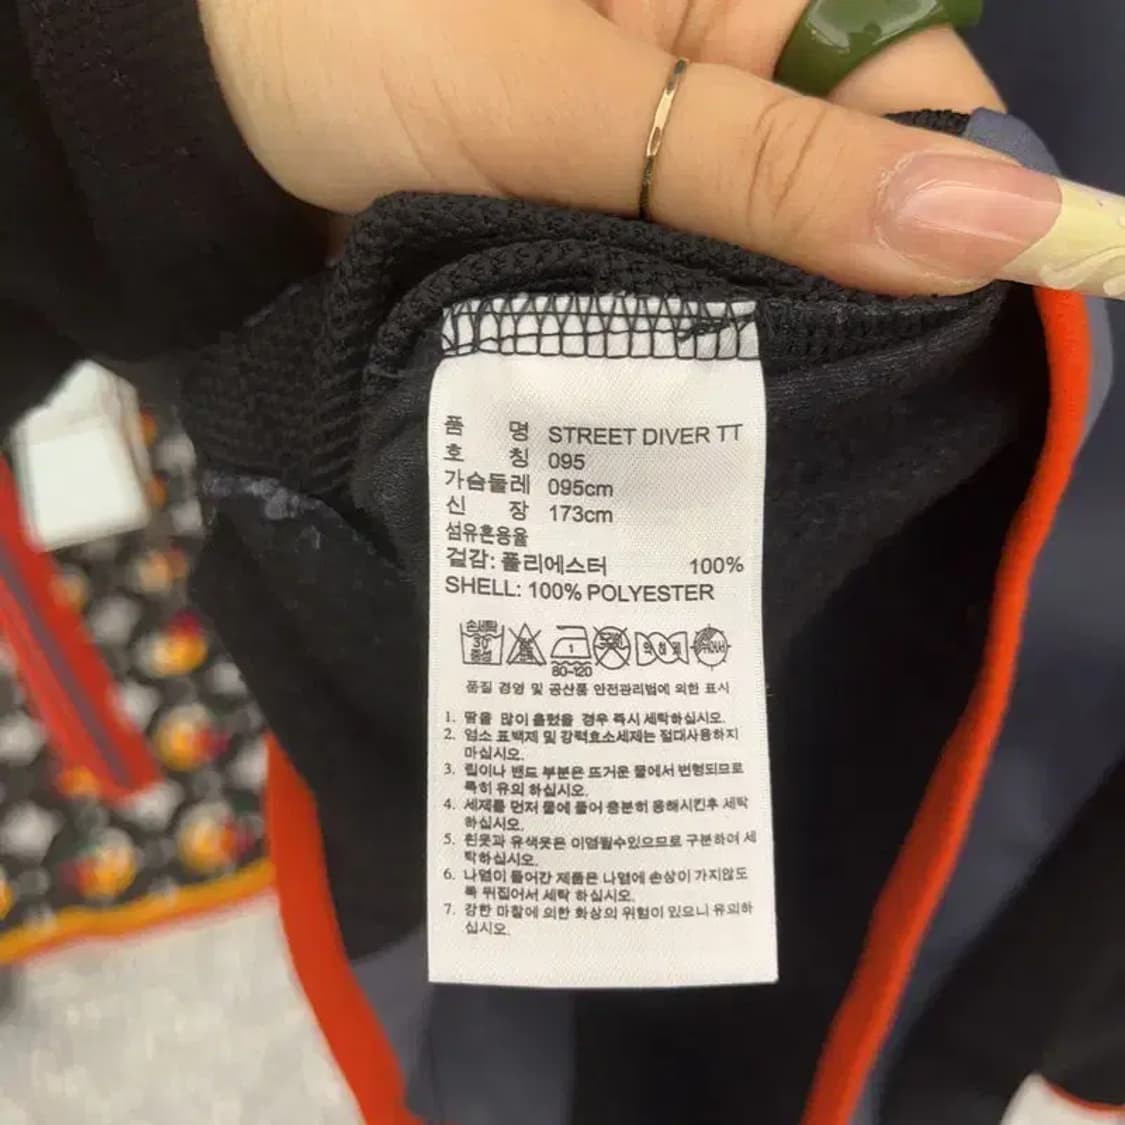 품 명 STREET DIVER TT
호 칭 095
가슴둘레 095cm
신 장 173cm
섬유혼용율
겉감: 폴리에스터 100%
SHELL: 100% POLYESTER
손세탁
30°
중성
1
80~120
품질 경영 및 공산품 안전관리법에 의한 표시
1. 땀을 많이 흘렸을 경우 즉시 세탁하십시오.
2. 염소 표백제 및 강력효소세제는 절대사용하지
마십시오.
3. 립이나 밴드 부분은 뜨거운 물에서 변형되므로
특히 유의 하십시오.
4. 세제를 먼저 물에 풀어 충분히 용해시킨후 세탁
하십시오.
5. 흰옷과 유색옷은 이염될수있으므로 구분하여 세
탁하십시오.
6. 나염이 들어간 제품은 나염에 손상이 가지않도
록 뒤집어서 세탁 하십시오.
7. 강한 마찰에 의한 화상의 위험이 있으니 유의하
십시오.